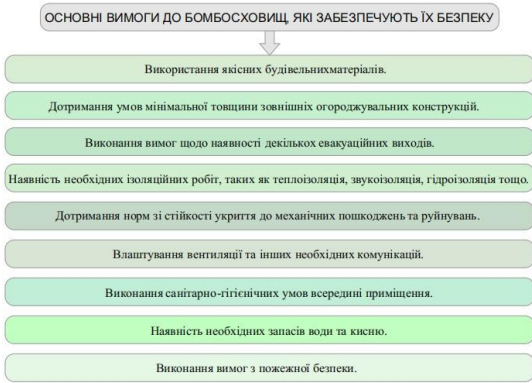 ОСНОВНІ ВИМОГИ ДО БОМБОСХОВИЩ, ЯКІ ЗАБЕЗПЕЧУЮТЬ ЇХ БЕЗПЕКУ
Використання якісних будівельнихматеріалів.
Дотримання умов мінімальної товщини зовнішніх огороджувальних конструкцій.
Виконання вимог щодо наявності декількох евакуаційних виходів.
Наявність необхідних ізоляційних робіт, таких як теплоізоляція, звукоізоляція, гідроізоляція тощо.
Дотримання норм зі стійкості укриття до механічних пошкоджень та руйнувань.
Влаштування вентиляції та інших необхідних комунікацій.
Виконання санітарно-гігієнічних умов всередині приміщення.
Наявність необхідних запасів води та кисню.
Виконання вимог з пожежної безпеки.